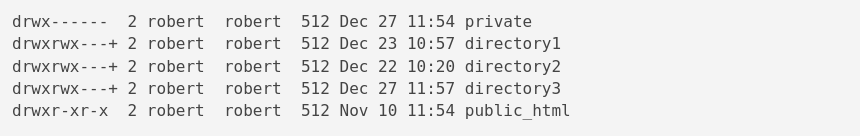 drwx------  2 robert  robert  512 Dec 27 11:54 private
drwxrwx---+ 2 robert  robert  512 Dec 23 10:57 directory1
drwxrwx---+ 2 robert  robert  512 Dec 22 10:20 directory2
drwxrwx---+ 2 robert  robert  512 Dec 27 11:57 directory3
drwxr-xr-x  2 robert  robert  512 Nov 10 11:54 public_html